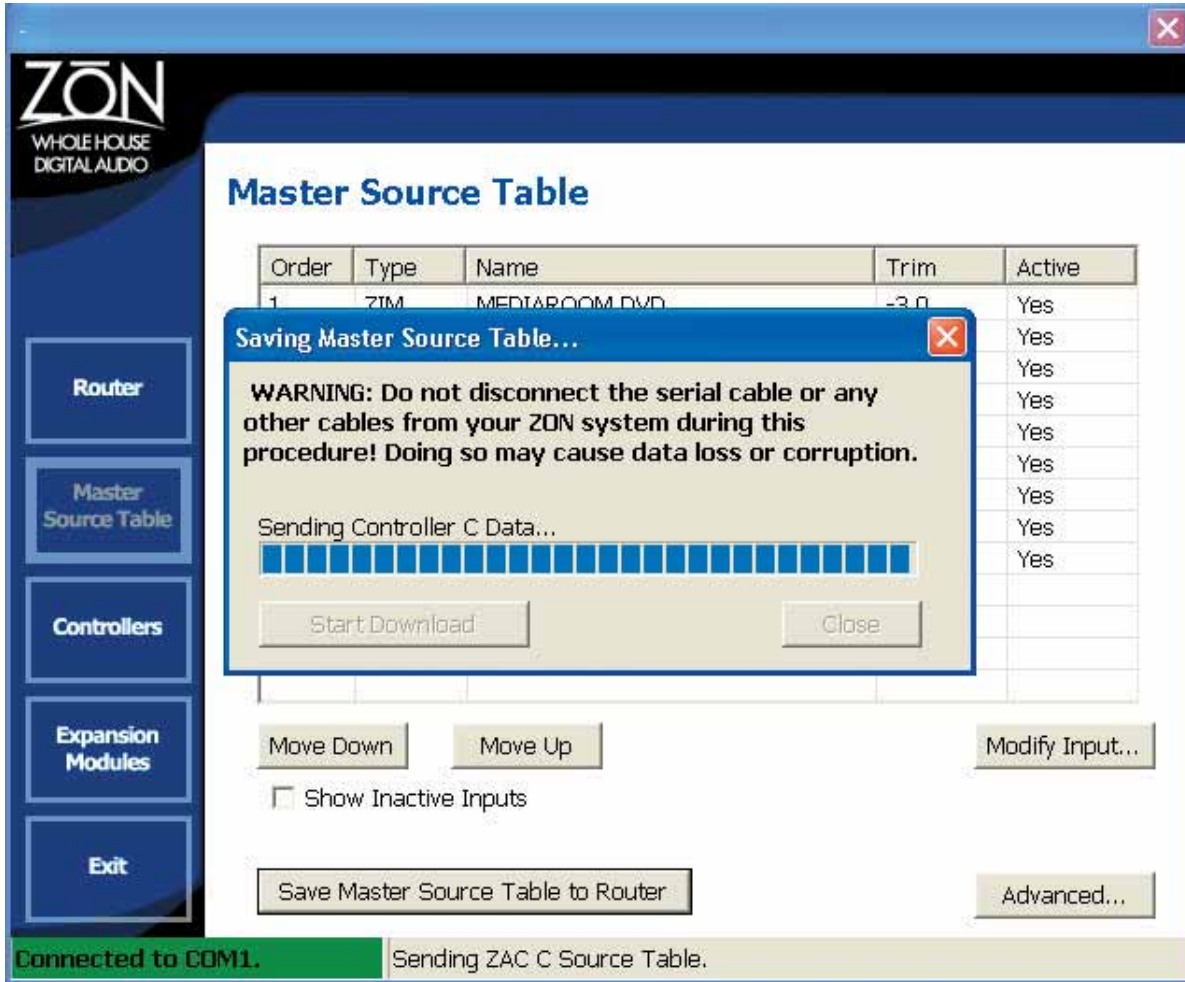 ZŌN
WHOLE HOUSE
DIGITAL AUDIO
Master Source Table
Order Type Name Trim Active
1 ZIM MEDIAROOM DVD -3.0 Yes
Yes
Yes
Yes
Yes
Yes
Yes
Yes
Yes
Saving Master Source Table...
WARNING: Do not disconnect the serial cable or any
other cables from your ZON system during this
procedure! Doing so may cause data loss or corruption.
Sending Controller C Data...
Start Download Close
Router
Master
Source Table
Controllers
Expansion
Modules
Exit
Move Down Move Up Modify Input...
Show Inactive Inputs
Save Master Source Table to Router Advanced...
Connected to COM1. Sending ZAC C Source Table.